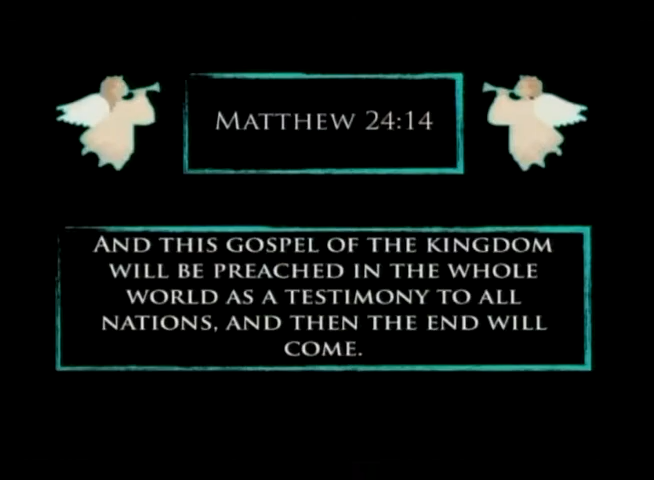 Matthew 24:14
And this gospel of the kingdom
will be preached in the whole
world as a testimony to all
nations, and then the end will
come.